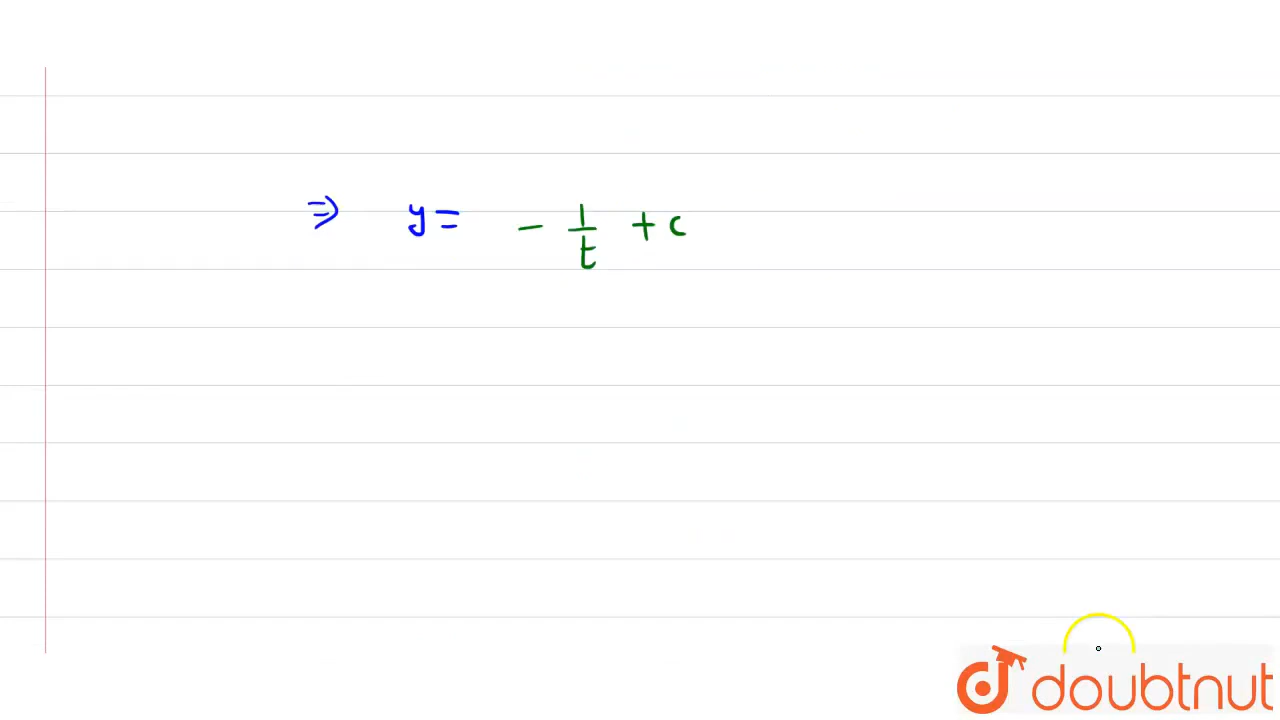 ⇒ y = - 1/t + c
doubtnut